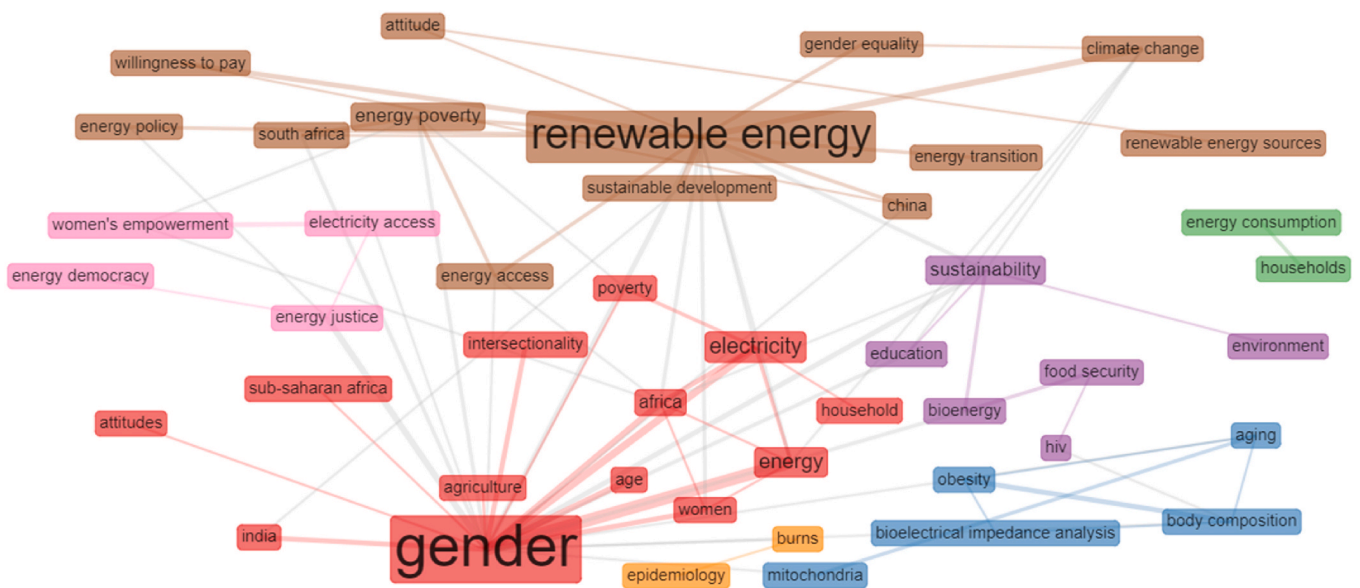 attitude
gender equality
climate change
willingness to pay
energy poverty
energy policy
south africa
renewable energy
renewable energy sources
energy transition
sustainable development
china
women's empowerment
electricity access
energy consumption
energy democracy
energy access
sustainability
households
poverty
energy justice
intersectionality
electricity
education
environment
sub-saharan africa
food security
africa
household
bioenergy
attitudes
aging
hiv
energy
agriculture
age
obesity
women
india
gender
burns
bioelectrical impedance analysis
body composition
epidemiology
mitochondria